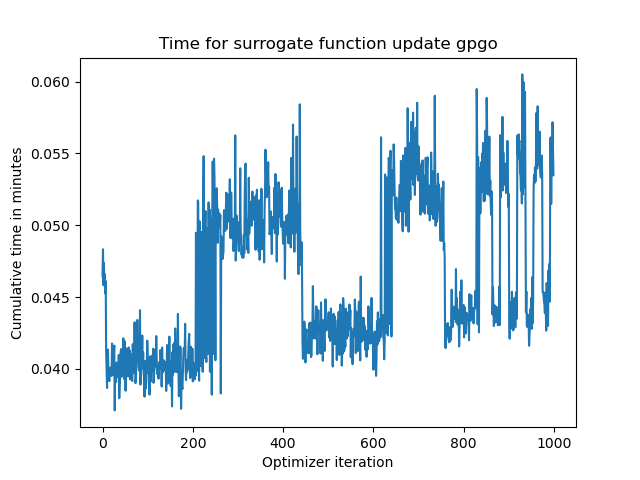 Time for surrogate function update gpgo
Cumulative time in minutes
0.060
0.055
0.050
0.045
0.040
0 200 400 600 800 1000
Optimizer iteration